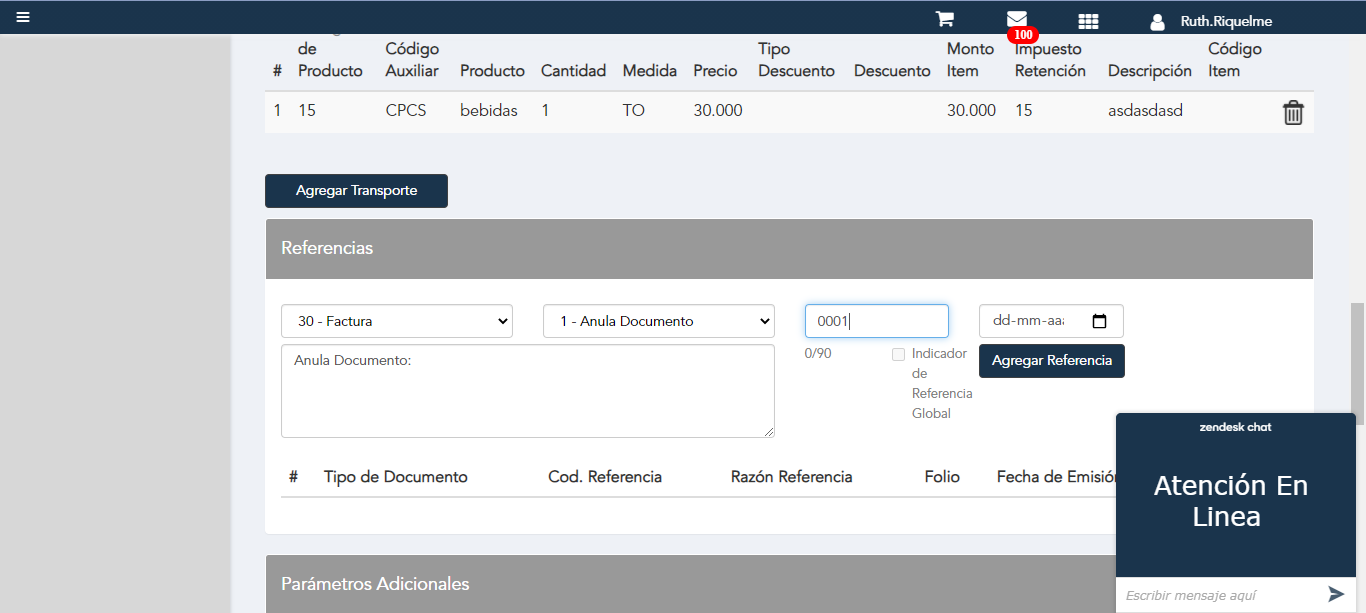 Ruth.Riquelme
100
de Código Tipo Monto Impuesto Código
# Producto Auxiliar Producto Cantidad Medida Precio Descuento Descuento Item Retención Descripción Item
1 15 CPCS bebidas 1 TO 30.000 30.000 15 asdasdasd
Agregar Transporte
Referencias
30 - Factura 1 - Anula Documento 0001 dd-mm-aaa
Anula Documento: 0/90 Indicador Agregar Referencia
de
Referencia
Global
zendesk chat
# Tipo de Documento Cod. Referencia Razón Referencia Folio Fecha de Emisión
Atención En
Linea
Parámetros Adicionales
Escribir mensaje aquí